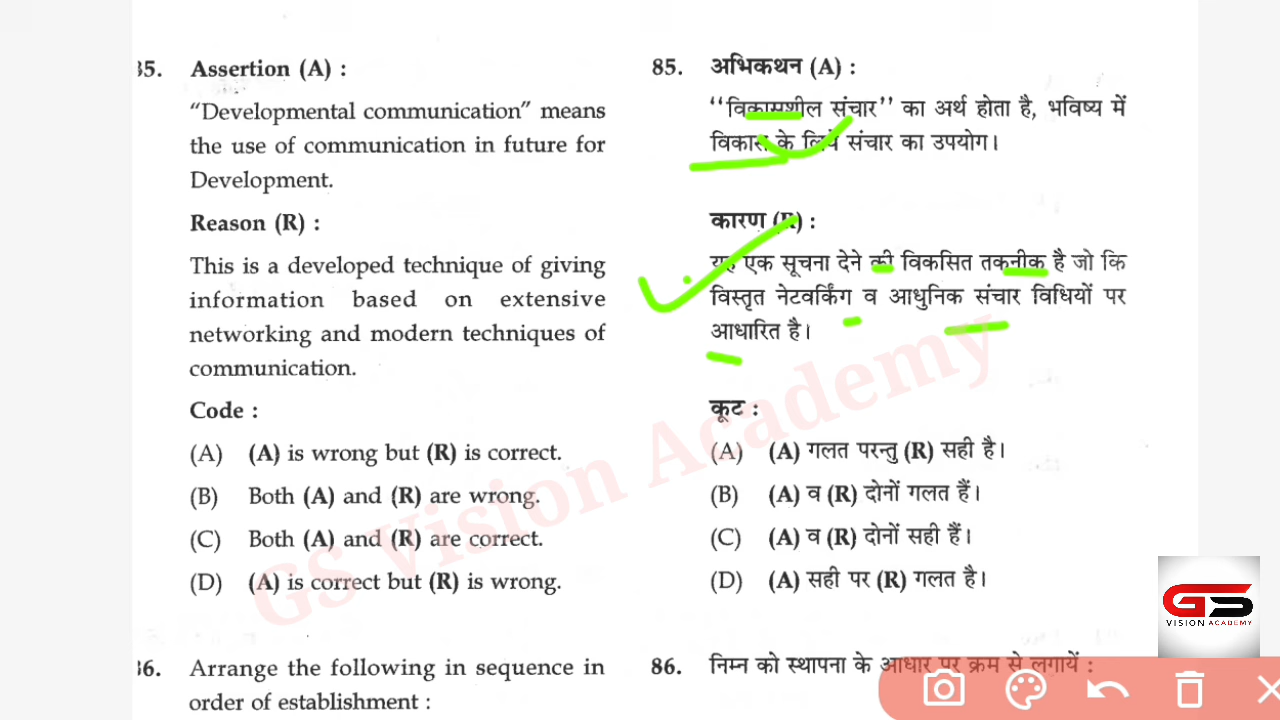 35. Assertion (A) :
"Developmental communication" means
the use of communication in future for
Development.
Reason (R) :
This is a developed technique of giving
information based on extensive
networking and modern techniques of
communication.
Code :
(A) (A) is wrong but (R) is correct.
(B) Both (A) and (R) are wrong.
(C) Both (A) and (R) are correct.
(D) (A) is correct but (R) is wrong.
36. Arrange the following in sequence in
order of establishment :
85. अभिकथन (A) :
‘‘विकासशील संचार’’ का अर्थ होता है, भविष्य में
विकास के लिये संचार का उपयोग।
कारण (R) :
यह एक सूचना देने की विकसित तकनीक है जो कि
विस्तृत नेटवर्किंग व आधुनिक संचार विधियों पर
आधारित है।
कूट :
(A) (A) गलत परन्तु (R) सही है।
(B) (A) व (R) दोनों गलत हैं।
(C) (A) व (R) दोनों सही हैं।
(D) (A) सही पर (R) गलत है।
86. निम्न को स्थापना के आधार पर क्रम से लगायें :
GS Vision Academy
GS
VISION ACADEMY